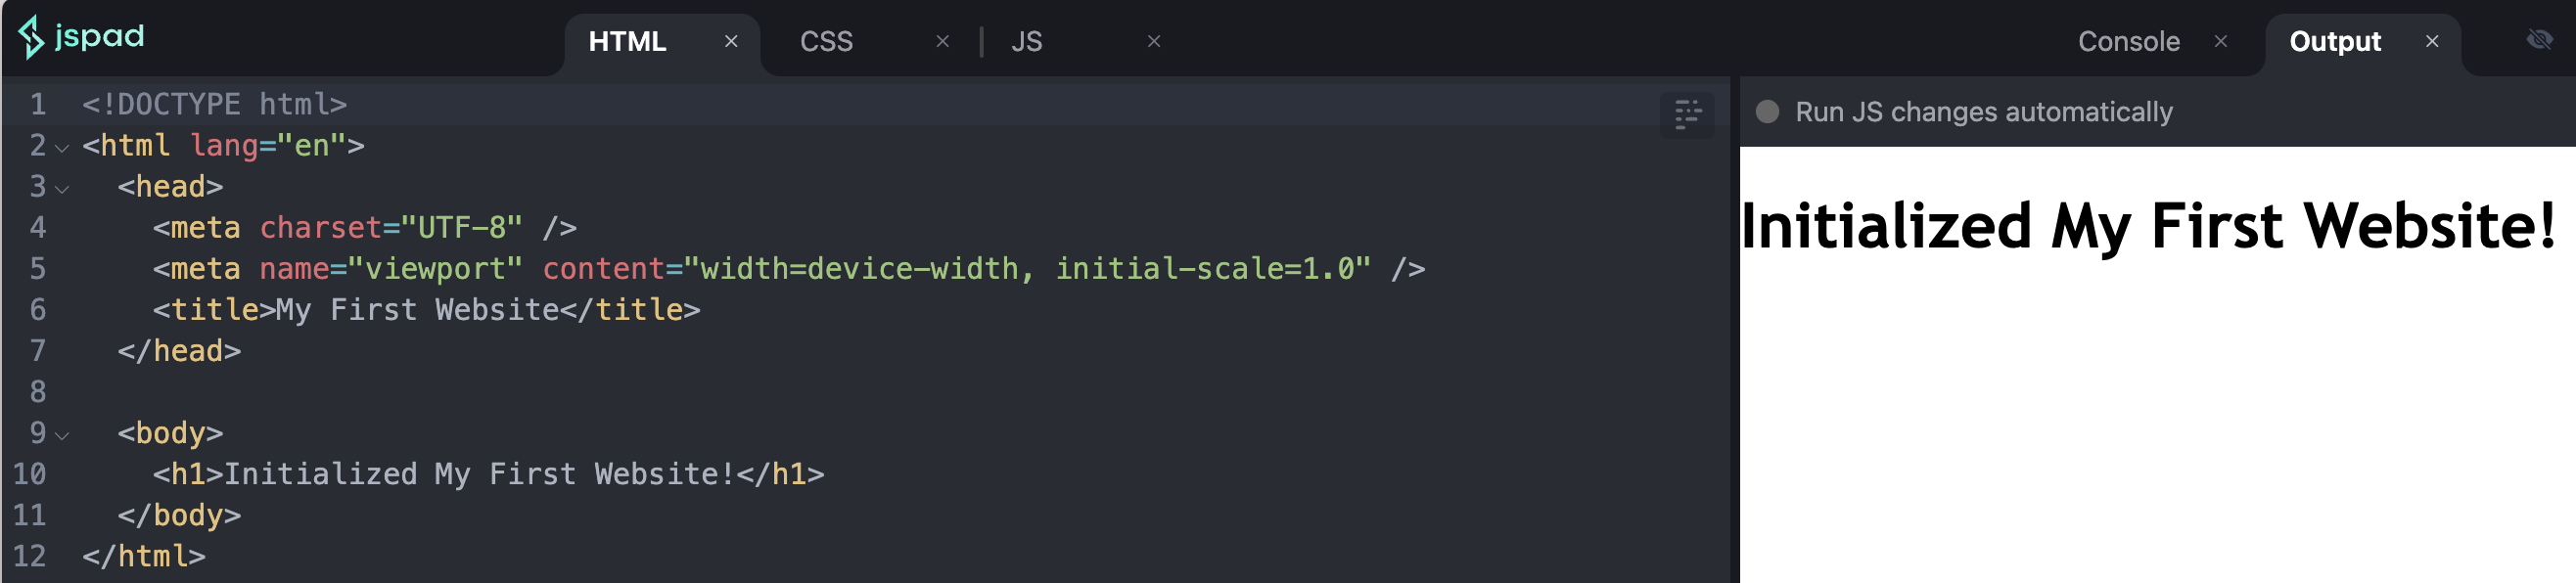 jspad HTML × CSS × | JS × Console × Output ×
1 <!DOCTYPE html>
2 <html lang="en">
3   <head>
4     <meta charset="UTF-8" />
5     <meta name="viewport" content="width=device-width, initial-scale=1.0" />
6     <title>My First Website</title>
7   </head>
8
9   <body>
10     <h1>Initialized My First Website!</h1>
11   </body>
12 </html>
Run JS changes automatically
Initialized My First Website!